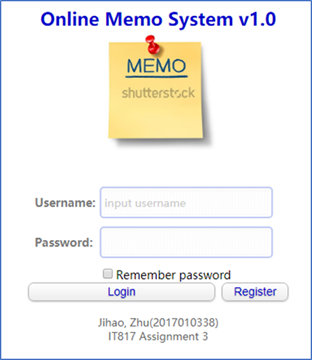 Online Memo System v1.0
MEMO
shutterstock
Username: input username
Password:
Remember password
Login Register
Jihao, Zhu(2017010338)
IT817 Assignment 3